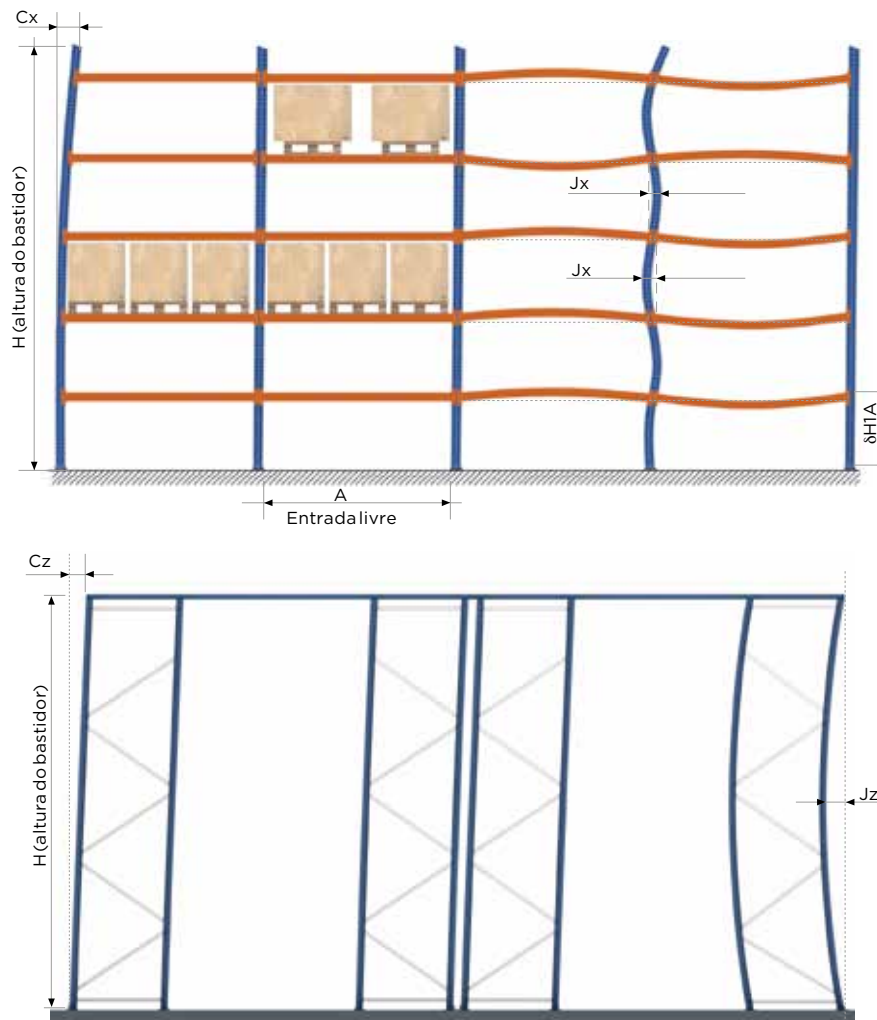 Cx
H (altura do bastidor)
Jx
Jx
δH1A
A
Entrada livre
Cz
H (altura do bastidor)
Jz